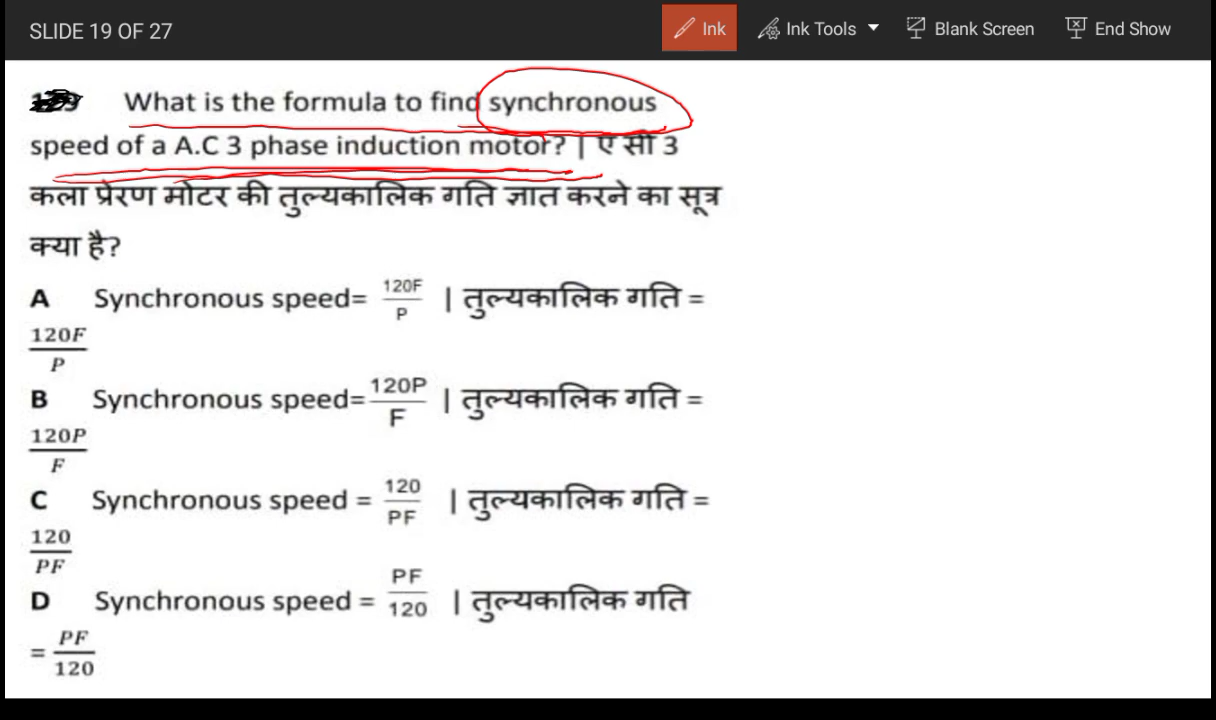 SLIDE 19 OF 27
Ink
Ink Tools
Blank Screen
End Show
What is the formula to find synchronous
speed of a A.C 3 phase induction motor? | ए सी 3
कला प्रेरण मोटर की तुल्यकालिक गति ज्ञात करने का सूत्र
क्या है?
A Synchronous speed= 120F/P | तुल्यकालिक गति =
120F/P
B Synchronous speed= 120P/F | तुल्यकालिक गति =
120P/F
C Synchronous speed = 120/PF | तुल्यकालिक गति =
120/PF
D Synchronous speed = PF/120 | तुल्यकालिक गति
= PF/120